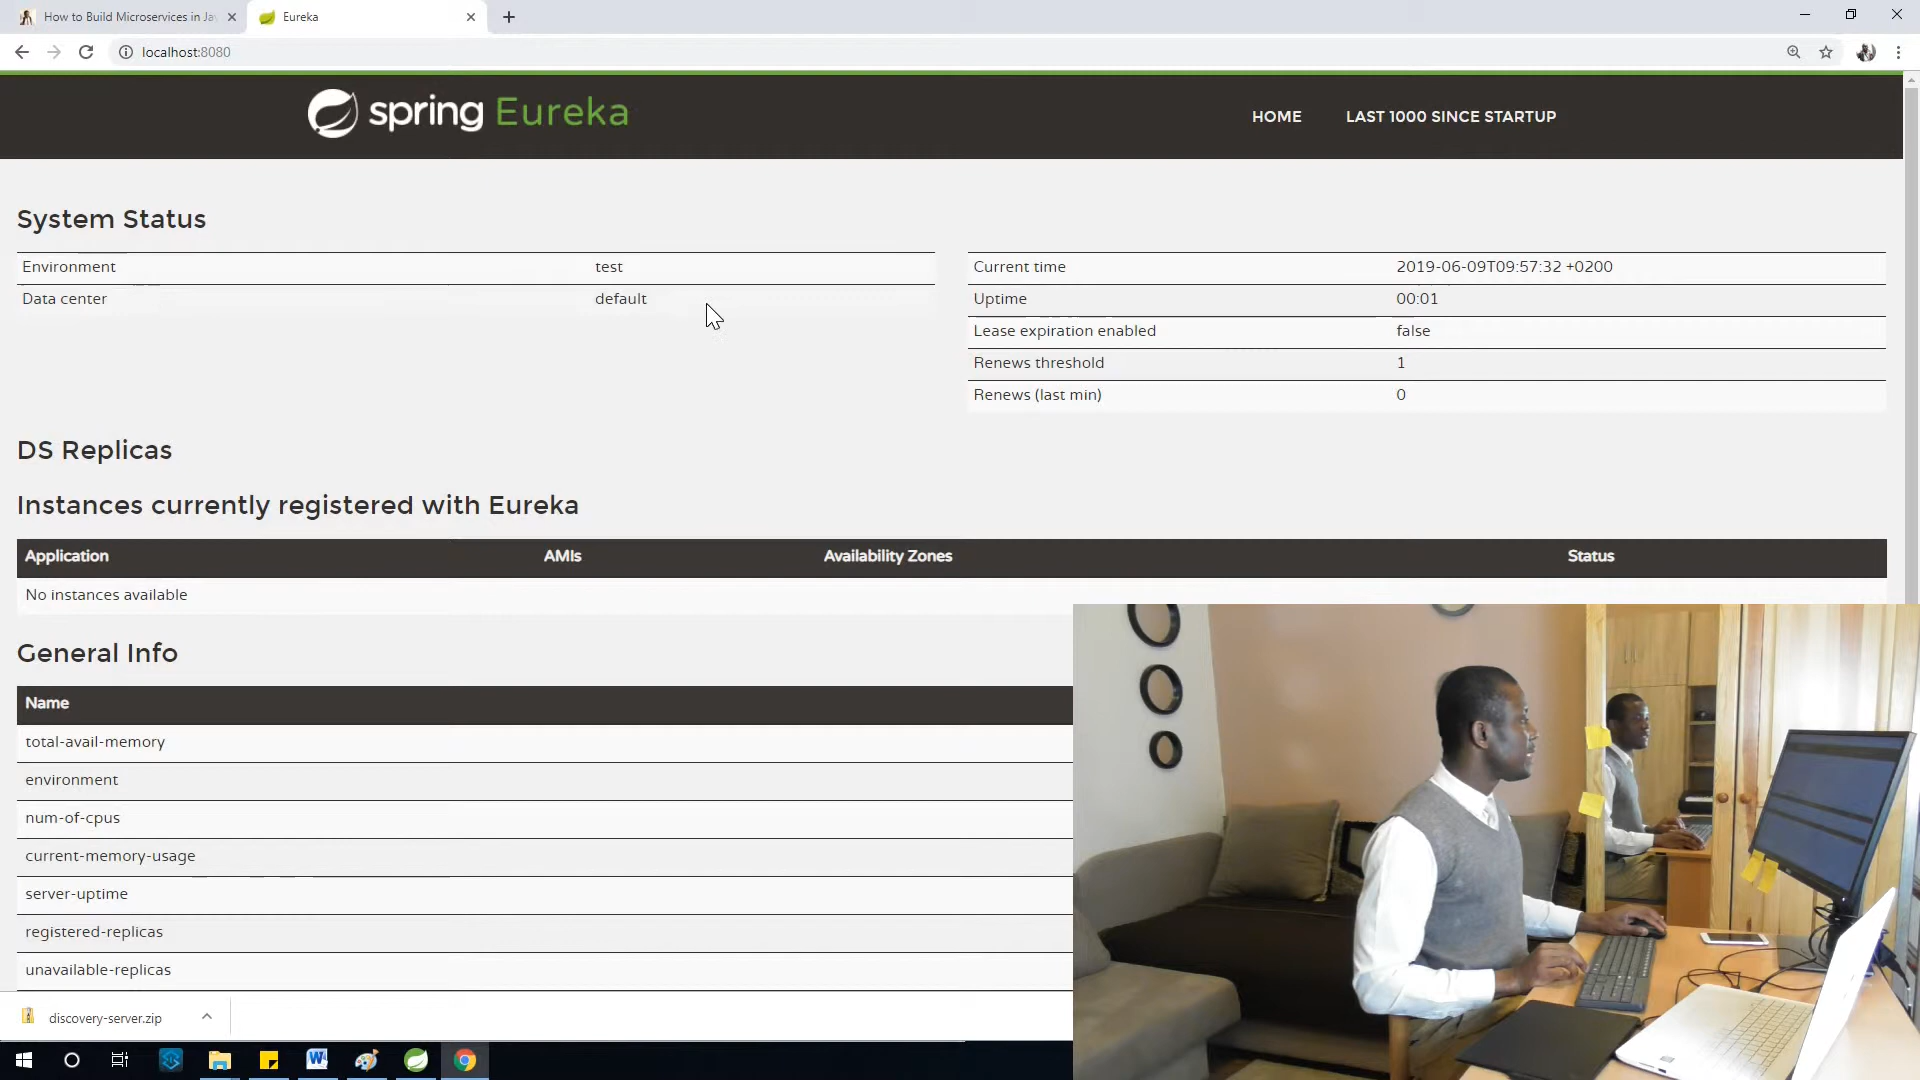 How to Build Microservices in Ja
Eureka
localhost:8080
spring Eureka
HOME
LAST 1000 SINCE STARTUP
System Status
Environment test
Data center default
Current time 2019-06-09T09:57:32 +0200
Uptime 00:01
Lease expiration enabled false
Renews threshold 1
Renews (last min) 0
DS Replicas
Instances currently registered with Eureka
Application AMIs Availability Zones Status
No instances available
General Info
Name
total-avail-memory
environment
num-of-cpus
current-memory-usage
server-uptime
registered-replicas
unavailable-replicas
discovery-server.zip